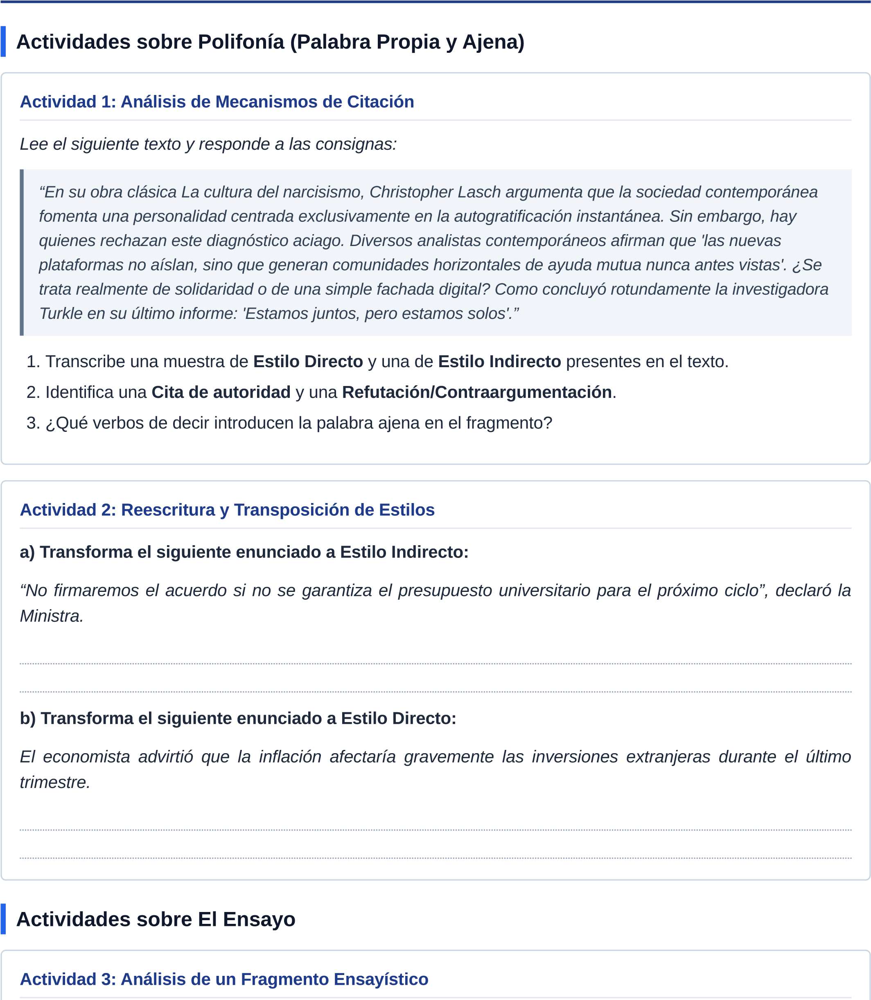 Actividades sobre Polifonía (Palabra Propia y Ajena)
Actividad 1: Análisis de Mecanismos de Citación
Lee el siguiente texto y responde a las consignas:
“En su obra clásica La cultura del narcisismo, Christopher Lasch argumenta que la sociedad contemporánea
fomenta una personalidad centrada exclusivamente en la autogratificación instantánea. Sin embargo, hay
quienes rechazan este diagnóstico aciago. Diversos analistas contemporáneos afirman que 'las nuevas
plataformas no aíslan, sino que generan comunidades horizontales de ayuda mutua nunca antes vistas'. ¿Se
trata realmente de solidaridad o de una simple fachada digital? Como concluyó rotundamente la investigadora
Turkle en su último informe: 'Estamos juntos, pero estamos solos'.”
1. Transcribe una muestra de Estilo Directo y una de Estilo Indirecto presentes en el texto.
2. Identifica una Cita de autoridad y una Refutación/Contraargumentación.
3. ¿Qué verbos de decir introducen la palabra ajena en el fragmento?
Actividad 2: Reescritura y Transposición de Estilos
a) Transforma el siguiente enunciado a Estilo Indirecto:
“No firmaremos el acuerdo si no se garantiza el presupuesto universitario para el próximo ciclo”, declaró la
Ministra.
b) Transforma el siguiente enunciado a Estilo Directo:
El economista advirtió que la inflación afectaría gravemente las inversiones extranjeras durante el último
trimestre.
Actividades sobre El Ensayo
Actividad 3: Análisis de un Fragmento Ensayístico